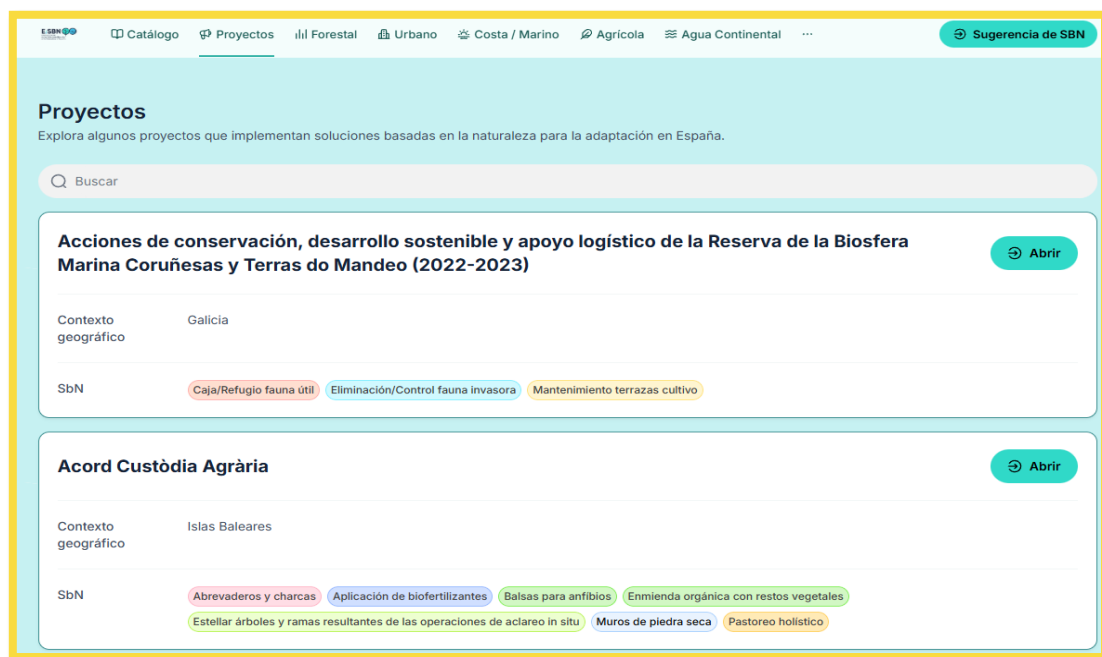 E SBN
Catálogo Proyectos Forestal Urbano Costa / Marino Agrícola Agua Continental ··· Sugerencia de SBN
Proyectos
Explora algunos proyectos que implementan soluciones basadas en la naturaleza para la adaptación en España.
Buscar
Acciones de conservación, desarrollo sostenible y apoyo logístico de la Reserva de la Biosfera
Marina Coruñesas y Terras do Mandeo (2022-2023)
Abrir
Contexto
geográfico
Galicia
SbN
Caja/Refugio fauna útil Eliminación/Control fauna invasora Mantenimiento terrazas cultivo
Acord Custòdia Agrària
Abrir
Contexto
geográfico
Islas Baleares
SbN
Abrevaderos y charcas Aplicación de biofertilizantes Balsas para anfíbios Enmienda orgánica con restos vegetales
Estellar árboles y ramas resultantes de las operaciones de aclareo in situ Muros de piedra seca Pastoreo holístico